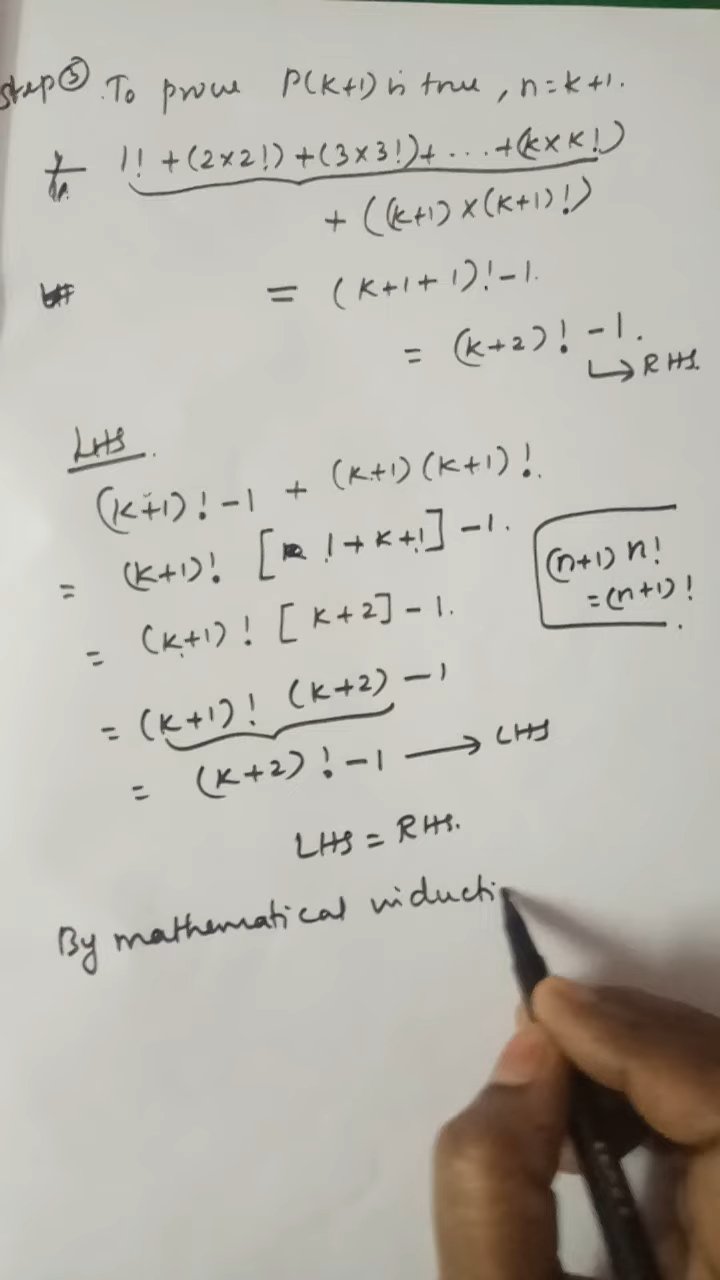 Step ③ To prove P(K+1) is true, n=k+1.
1! +(2×2!)+(3×3!)+...+(K×K!)
+ ((K+1)×(K+1)!)
= (K+1+1)!-1.
= (K+2)! -1.
↳ RHS.
LHS.
(K+1)!-1 + (K+1)(K+1)!.
= (K+1)! [1+K+1]-1.
(n+1) n!
= (n+1)!
= (K+1)! [K+2]-1.
= (K+1)! (K+2)-1
= (K+2)!-1 → LHS
LHS = RHS.
By mathematical inducti